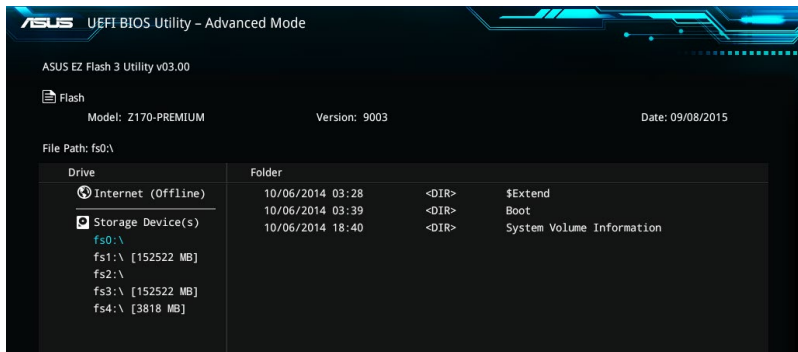 ASUS UEFI BIOS Utility – Advanced Mode
ASUS EZ Flash 3 Utility v03.00
Flash
Model: Z170-PREMIUM Version: 9003 Date: 09/08/2015
File Path: fs0:\
Drive Folder
Internet (Offline) 10/06/2014 03:28 <DIR> $Extend
10/06/2014 03:39 <DIR> Boot
Storage Device(s) 10/06/2014 18:40 <DIR> System Volume Information
fs0:\
fs1:\ [152522 MB]
fs2:\
fs3:\ [152522 MB]
fs4:\ [3818 MB]